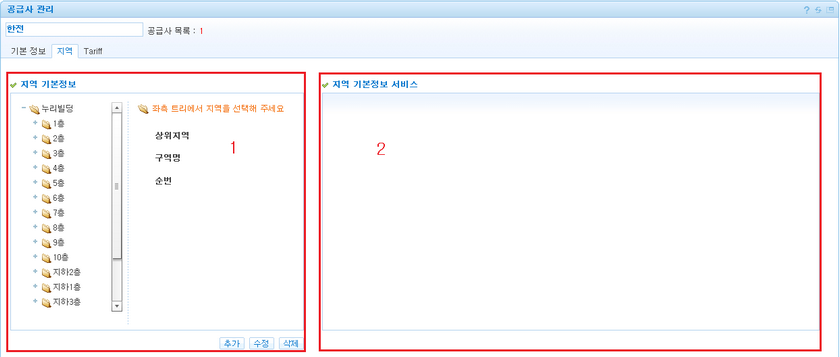 공급사 관리
한전
공급사 목록 : 1
기본 정보 지역 Tariff
지역 기본정보
누리빌딩
1층
2층
3층
4층
5층
6층
7층
8층
9층
10층
지하2층
지하1층
지하3층
좌측 트리에서 지역을 선택해 주세요
상위지역
구역명
순번
1
추가 수정 삭제
지역 기본정보 서비스
2